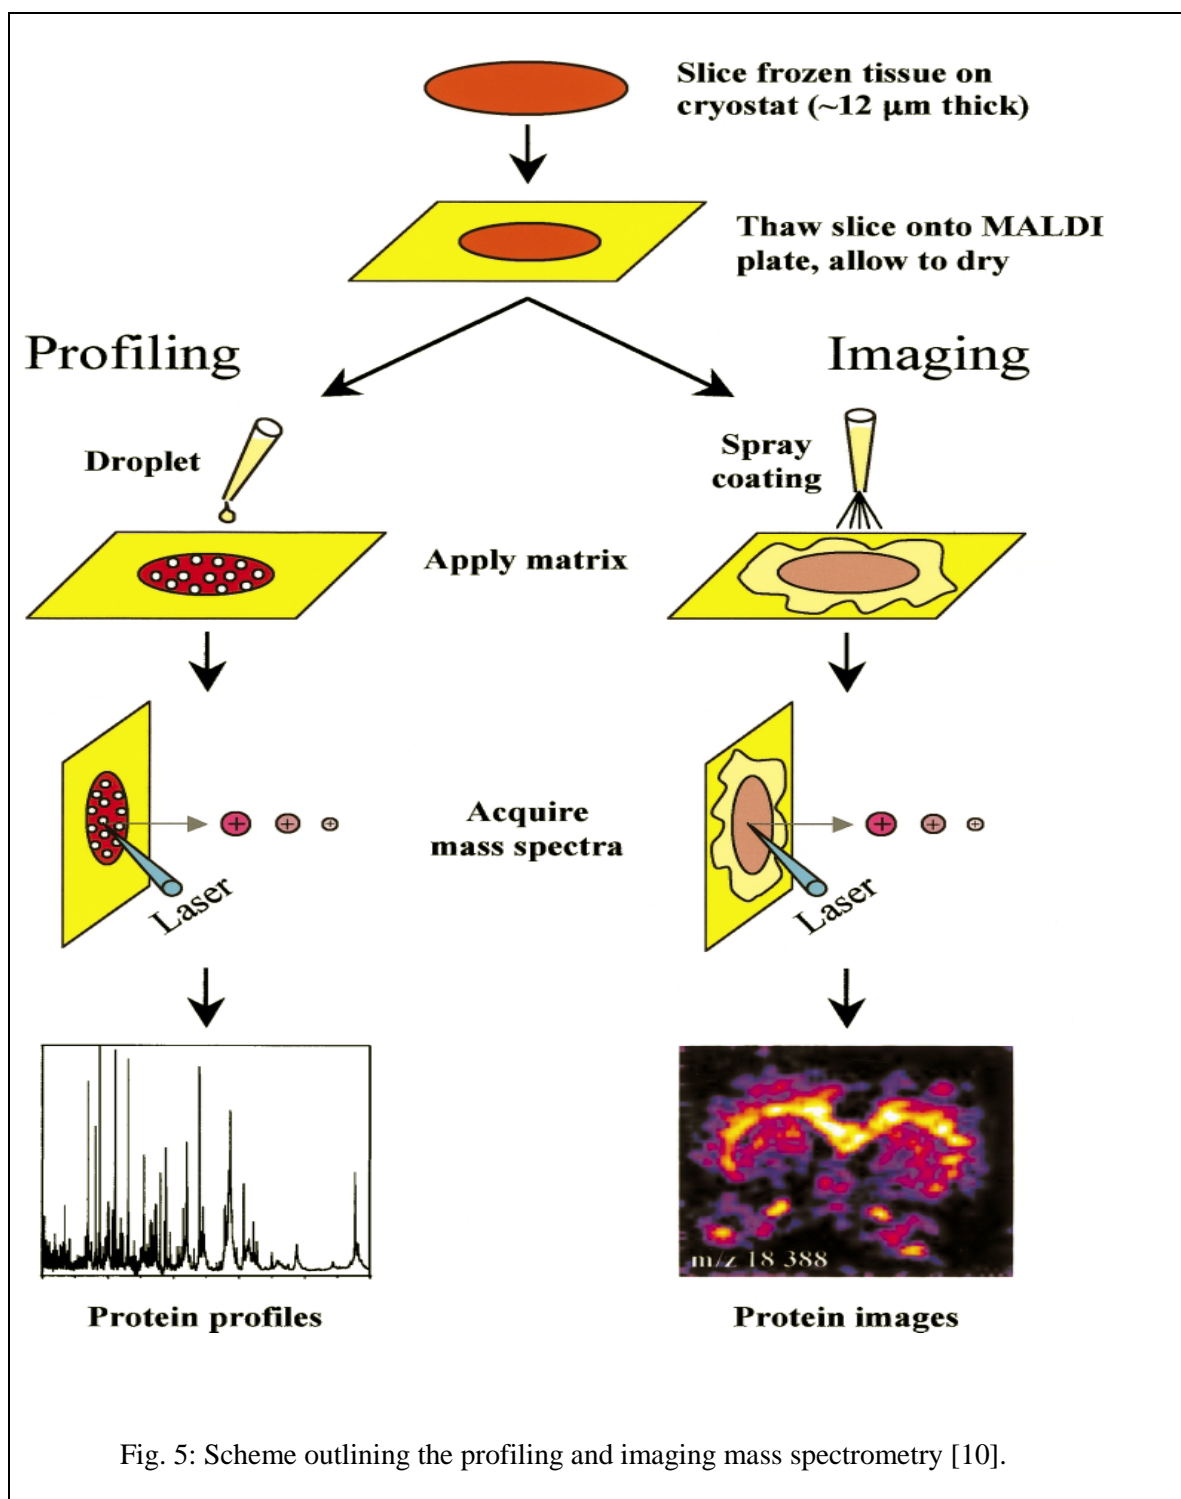 Slice frozen tissue on
cryostat (~12 μm thick)
Thaw slice onto MALDI
plate, allow to dry
Profiling
Imaging
Droplet
Spray
coating
Apply matrix
+ + +
Acquire
mass spectra
+ + +
Laser
Laser
m/z 18 388
Protein profiles
Protein images
Fig. 5: Scheme outlining the profiling and imaging mass spectrometry [10].